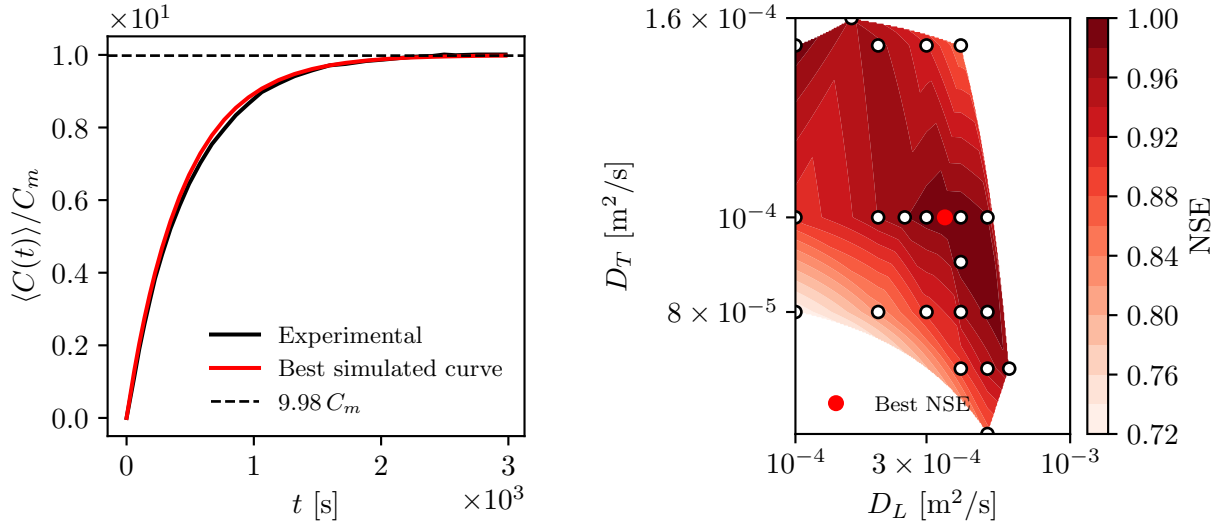 ×10¹
1.0
0.8
0.6
0.4
0.2
0.0
⟨C(t)⟩/C_m
Experimental
Best simulated curve
9.98 C_m
0
1
2
3
×10³
t [s]
1.6 × 10⁻⁴
10⁻⁴
8 × 10⁻⁵
D_T [m²/s]
Best NSE
10⁻⁴
3 × 10⁻⁴
10⁻³
D_L [m²/s]
1.00
0.96
0.92
0.88
0.84
0.80
0.76
0.72
NSE